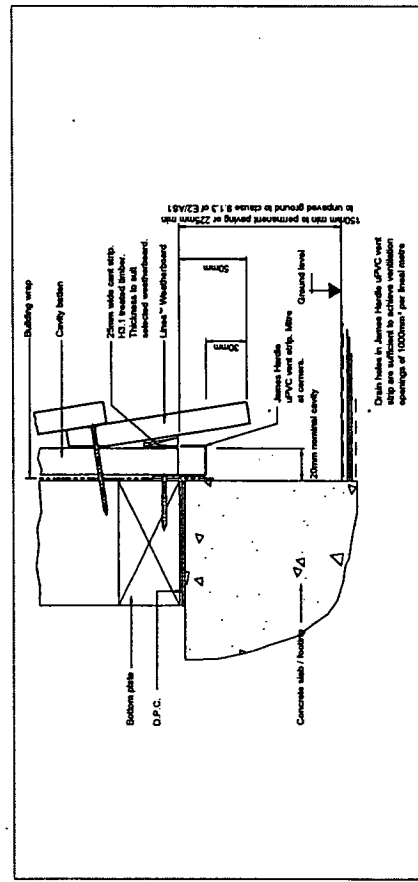 Building wrap
Cavity batten
25mm wide cant strip.
H3.1 treated timber.
Thickness to suit
selected weatherboard.
Linea™ Weatherboard
Bottom plate
D.P.C.
Concrete slab / footing
50mm
30mm
James Hardie
uPVC vent strip. Mitre
at corners.
20mm nominal cavity
150mm min to permanent paving or 225mm min
to unpaved ground to clause 9.1.3 of E2/AS1
Ground level
Drain holes in James Hardie uPVC vent
strip are sufficient to achieve ventilation
openings of 1000mm² per lineal metre